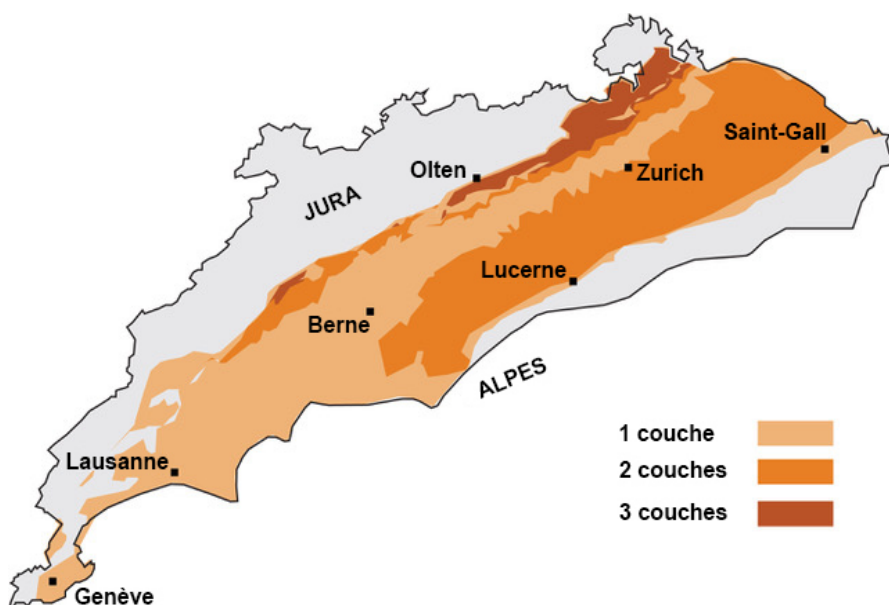 Saint-Gall
Olten
Zurich
JURA
Lucerne
Berne
ALPES
1 couche
Lausanne
2 couches
3 couches
Genève